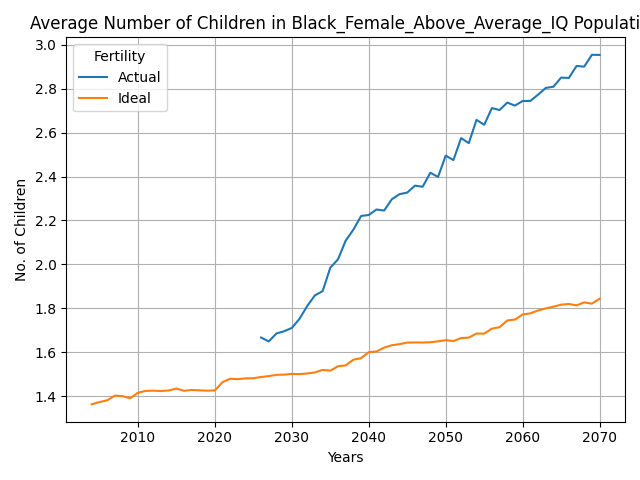 Average Number of Children in Black_Female_Above_Average_IQ Populati
3.0
2.8
2.6
2.4
2.2
2.0
1.8
1.6
1.4
No. of Children
Fertility
Actual
Ideal
2010 2020 2030 2040 2050 2060 2070
Years